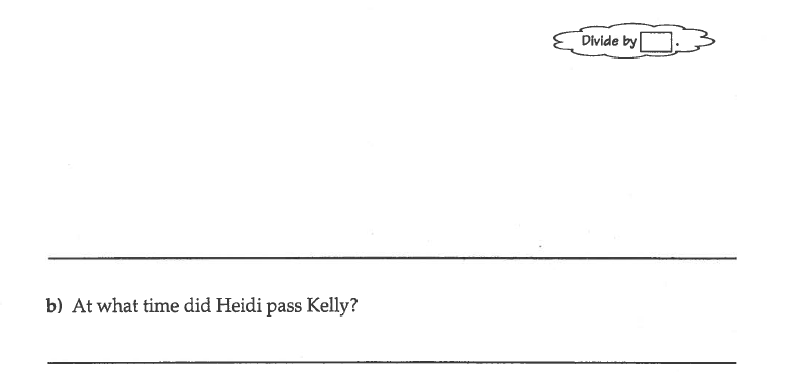 Divide by .
b) At what time did Heidi pass Kelly?